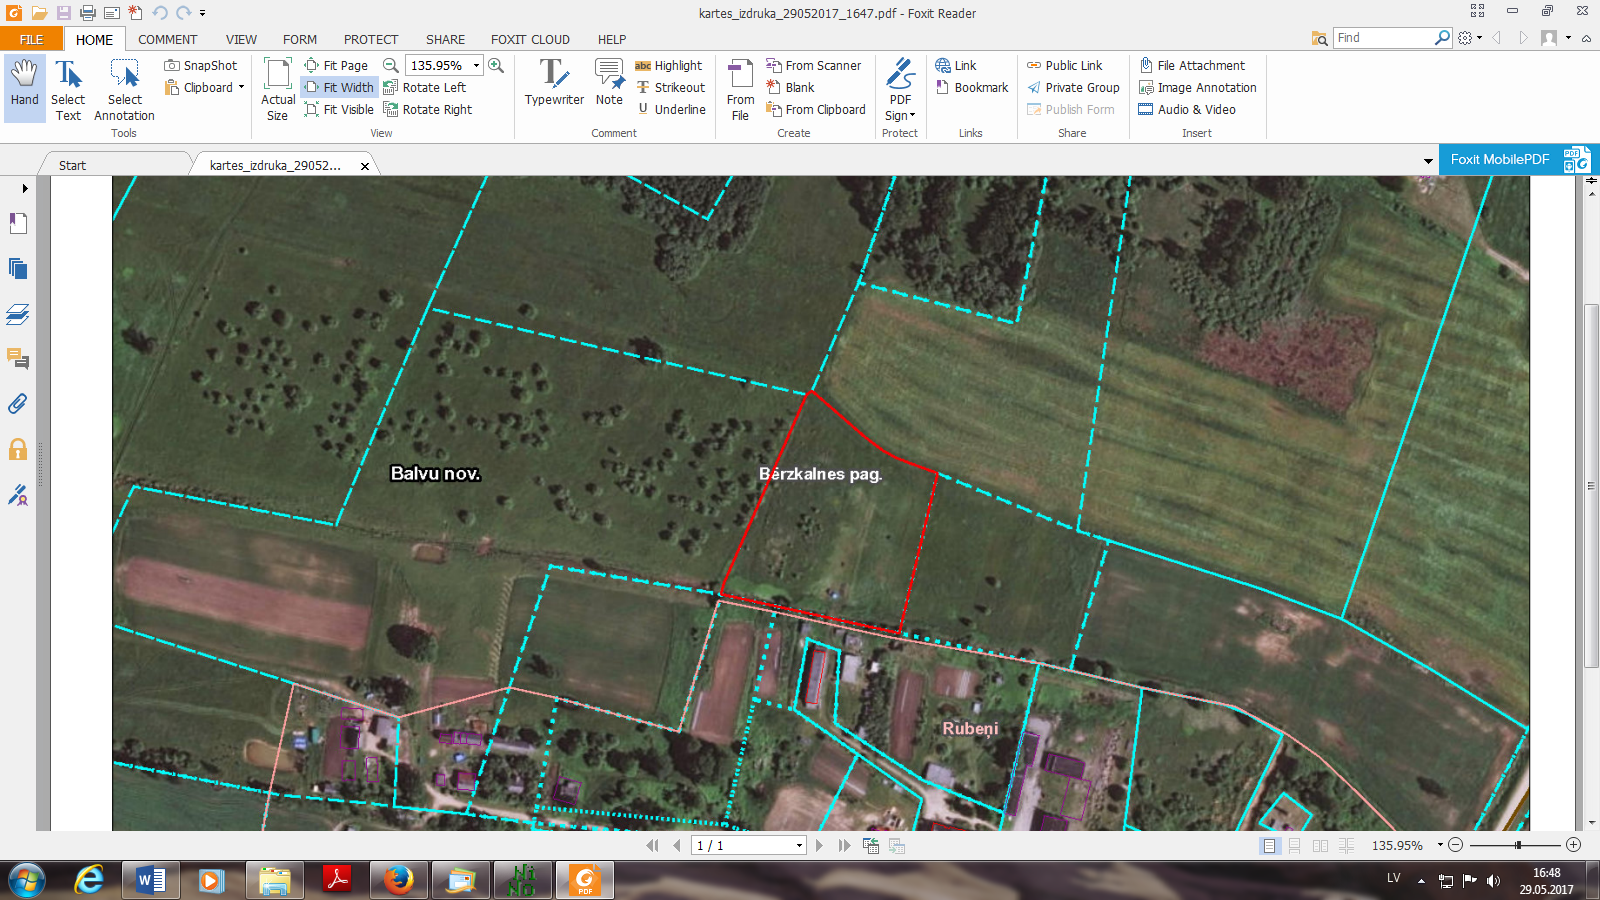 kartes_izdruka_29052017_1647.pdf - Foxit Reader
FILE HOME COMMENT VIEW FORM PROTECT SHARE FOXIT CLOUD HELP
Find
Hand
Select Text
Select Annotation
SnapShot
Clipboard
Tools
Actual Size
Fit Page
Fit Width
Fit Visible
135.95%
Rotate Left
Rotate Right
View
Typewriter
Note
Highlight
Strikeout
Underline
Comment
From File
From Scanner
Blank
From Clipboard
Create
PDF Sign
Protect
Link
Bookmark
Links
Public Link
Private Group
Publish Form
Share
File Attachment
Image Annotation
Audio & Video
Insert
Start
kartes_izdruka_29052...
Foxit MobilePDF
Balvu nov.
Bērzkalnes pag.
Rubeņi
1 / 1
135.95%
LV
16:48
29.05.2017